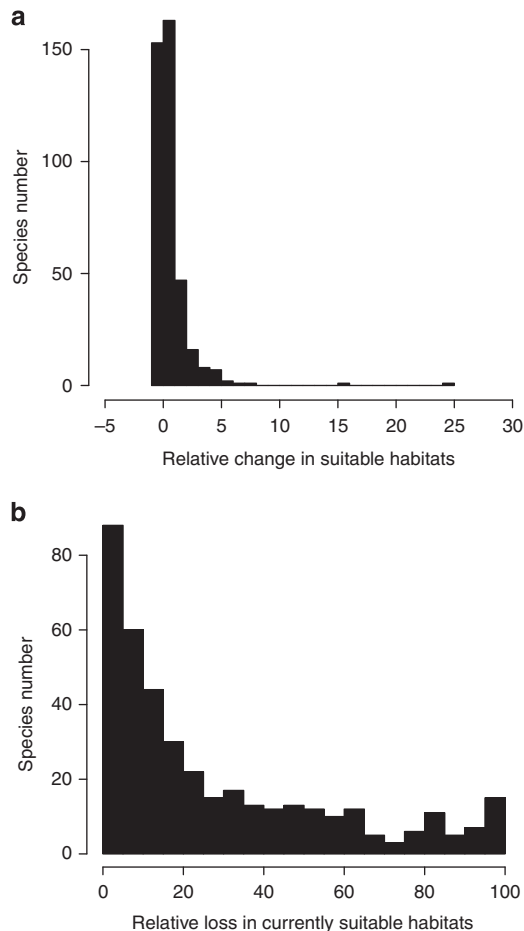 a
150
100
50
0
Species number
−5 0 5 10 15 20 25 30
Relative change in suitable habitats
b
80
60
40
20
0
Species number
0 20 40 60 80 100
Relative loss in currently suitable habitats